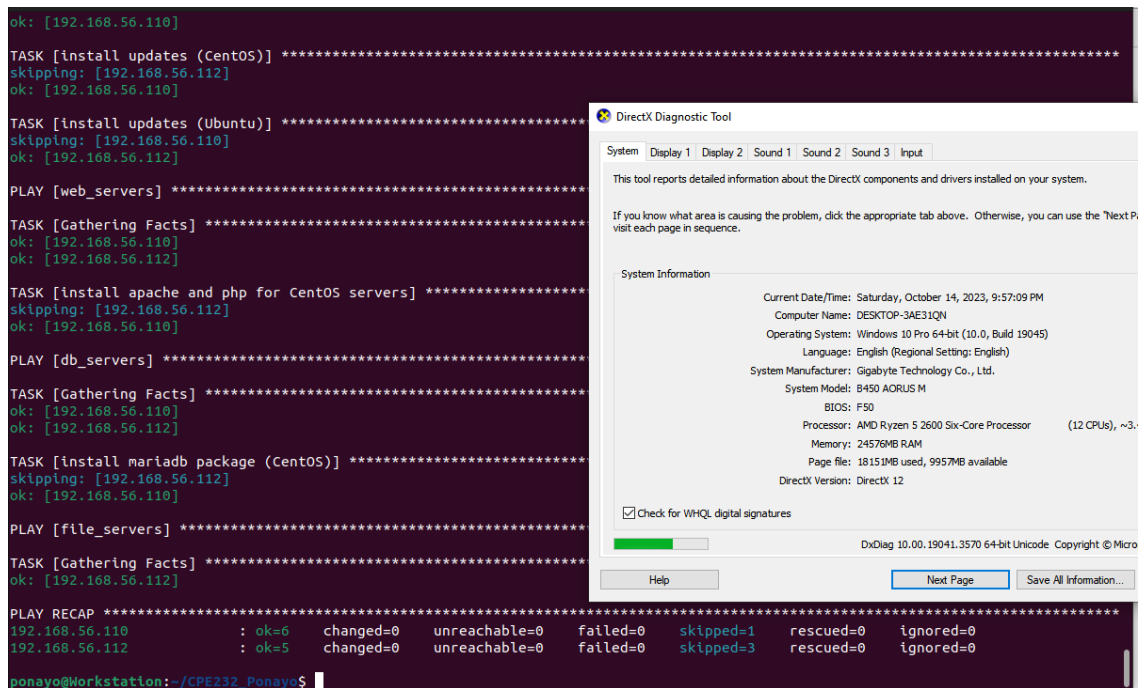 ok: [192.168.56.110]
TASK [install updates (CentOS)] ****************************************************************************************************
skipping: [192.168.56.112]
ok: [192.168.56.110]
TASK [install updates (Ubuntu)] *************************************
skipping: [192.168.56.110]
ok: [192.168.56.112]
PLAY [web_servers] **************************************************
TASK [Gathering Facts] **********************************************
ok: [192.168.56.110]
ok: [192.168.56.112]
TASK [install apache and php for CentOS servers] ********************
skipping: [192.168.56.112]
ok: [192.168.56.110]
PLAY [db_servers] ***************************************************
TASK [Gathering Facts] **********************************************
ok: [192.168.56.110]
ok: [192.168.56.112]
TASK [install mariadb package (CentOS)] *****************************
skipping: [192.168.56.112]
ok: [192.168.56.110]
PLAY [file_servers] *************************************************
TASK [Gathering Facts] **********************************************
ok: [192.168.56.112]
PLAY RECAP *************************************************************************************************************************
192.168.56.110 : ok=6 changed=0 unreachable=0 failed=0 skipped=1 rescued=0 ignored=0
192.168.56.112 : ok=5 changed=0 unreachable=0 failed=0 skipped=3 rescued=0 ignored=0
ponayo@Workstation:~/CPE232_Ponayo$
DirectX Diagnostic Tool
System Display 1 Display 2 Sound 1 Sound 2 Sound 3 Input
This tool reports detailed information about the DirectX components and drivers installed on your system.
If you know what area is causing the problem, click the appropriate tab above. Otherwise, you can use the "Next Pa
visit each page in sequence.
System Information
Current Date/Time: Saturday, October 14, 2023, 9:57:09 PM
Computer Name: DESKTOP-3AE31QN
Operating System: Windows 10 Pro 64-bit (10.0, Build 19045)
Language: English (Regional Setting: English)
System Manufacturer: Gigabyte Technology Co., Ltd.
System Model: B450 AORUS M
BIOS: F50
Processor: AMD Ryzen 5 2600 Six-Core Processor (12 CPUs), ~3.
Memory: 24576MB RAM
Page file: 18151MB used, 9957MB available
DirectX Version: DirectX 12
Check for WHQL digital signatures
DxDiag 10.00.19041.3570 64-bit Unicode Copyright © Micro
Help Next Page Save All Information...